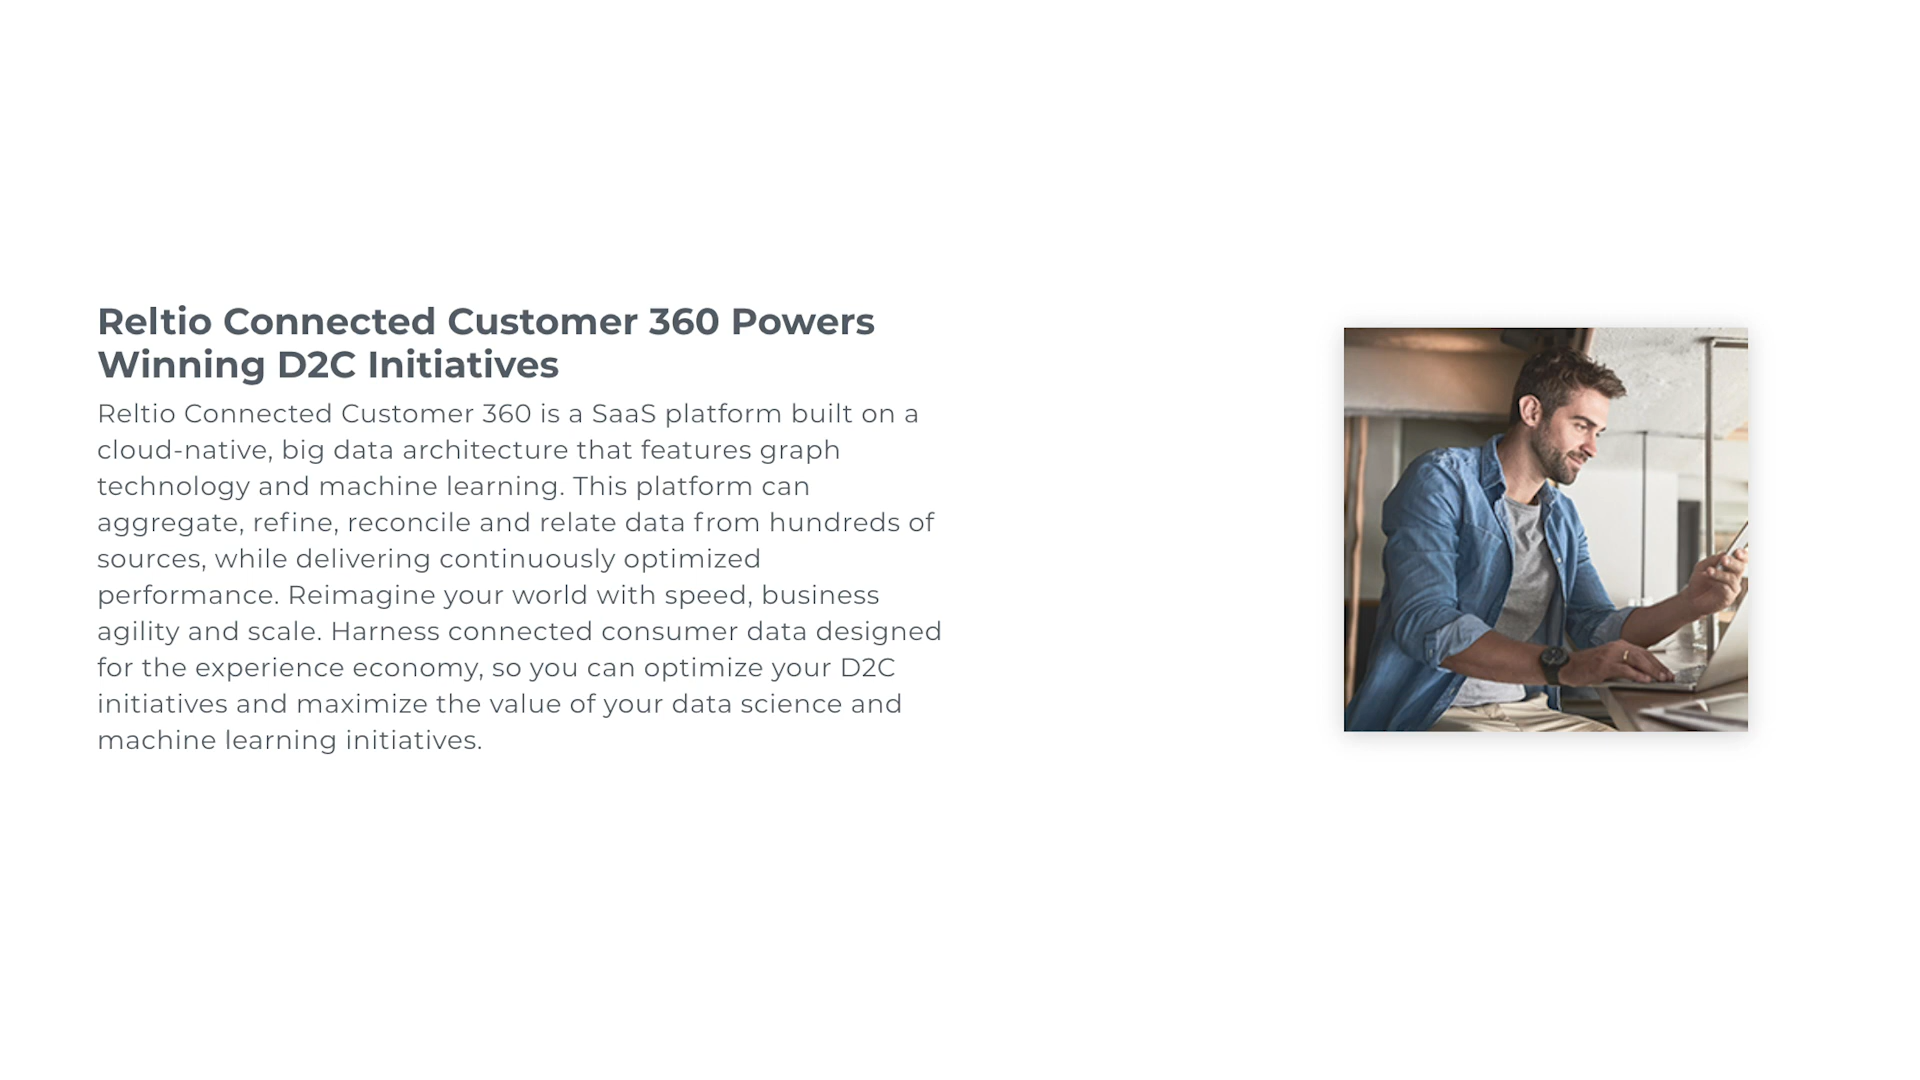 Reltio Connected Customer 360 Powers
Winning D2C Initiatives
Reltio Connected Customer 360 is a SaaS platform built on a
cloud-native, big data architecture that features graph
technology and machine learning. This platform can
aggregate, refine, reconcile and relate data from hundreds of
sources, while delivering continuously optimized
performance. Reimagine your world with speed, business
agility and scale. Harness connected consumer data designed
for the experience economy, so you can optimize your D2C
initiatives and maximize the value of your data science and
machine learning initiatives.